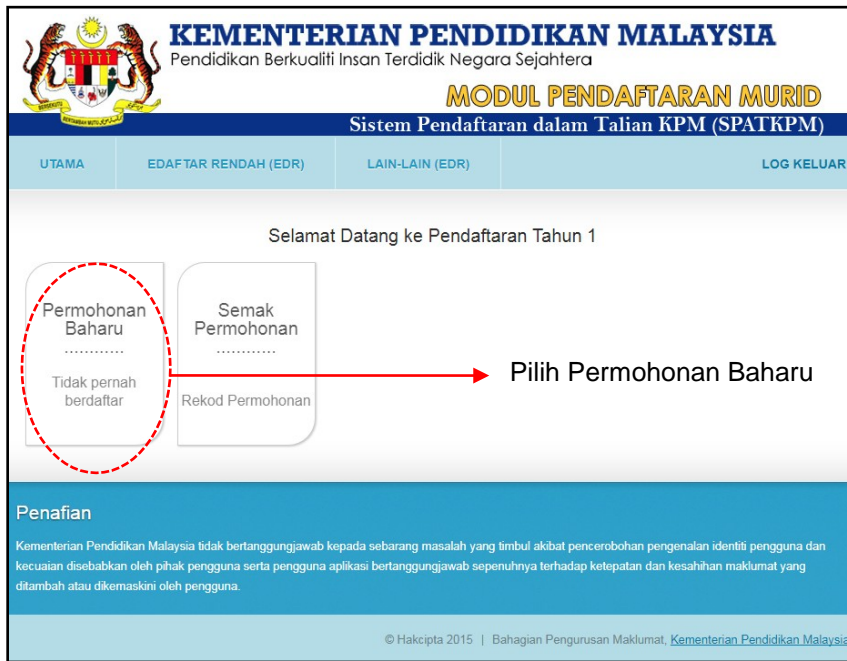 KEMENTERIAN PENDIDIKAN MALAYSIA
Pendidikan Berkualiti Insan Terdidik Negara Sejahtera
MODUL PENDAFTARAN MURID
Sistem Pendaftaran dalam Talian KPM (SPATKPM)
UTAMA EDAFTAR RENDAH (EDR) LAIN-LAIN (EDR) LOG KELUAR
Selamat Datang ke Pendaftaran Tahun 1
Permohonan
Baharu
............
Tidak pernah
berdaftar
Semak
Permohonan
............
Rekod Permohonan
Pilih Permohonan Baharu
Penafian
Kementerian Pendidikan Malaysia tidak bertanggungjawab kepada sebarang masalah yang timbul akibat pencerobohan pengenalan identiti pengguna dan
kecuaian disebabkan oleh pihak pengguna serta pengguna aplikasi bertanggungjawab sepenuhnya terhadap ketepatan dan kesahihan maklumat yang
ditambah atau dikemaskini oleh pengguna.
© Hakcipta 2015 | Bahagian Pengurusan Maklumat, Kementerian Pendidikan Malaysia